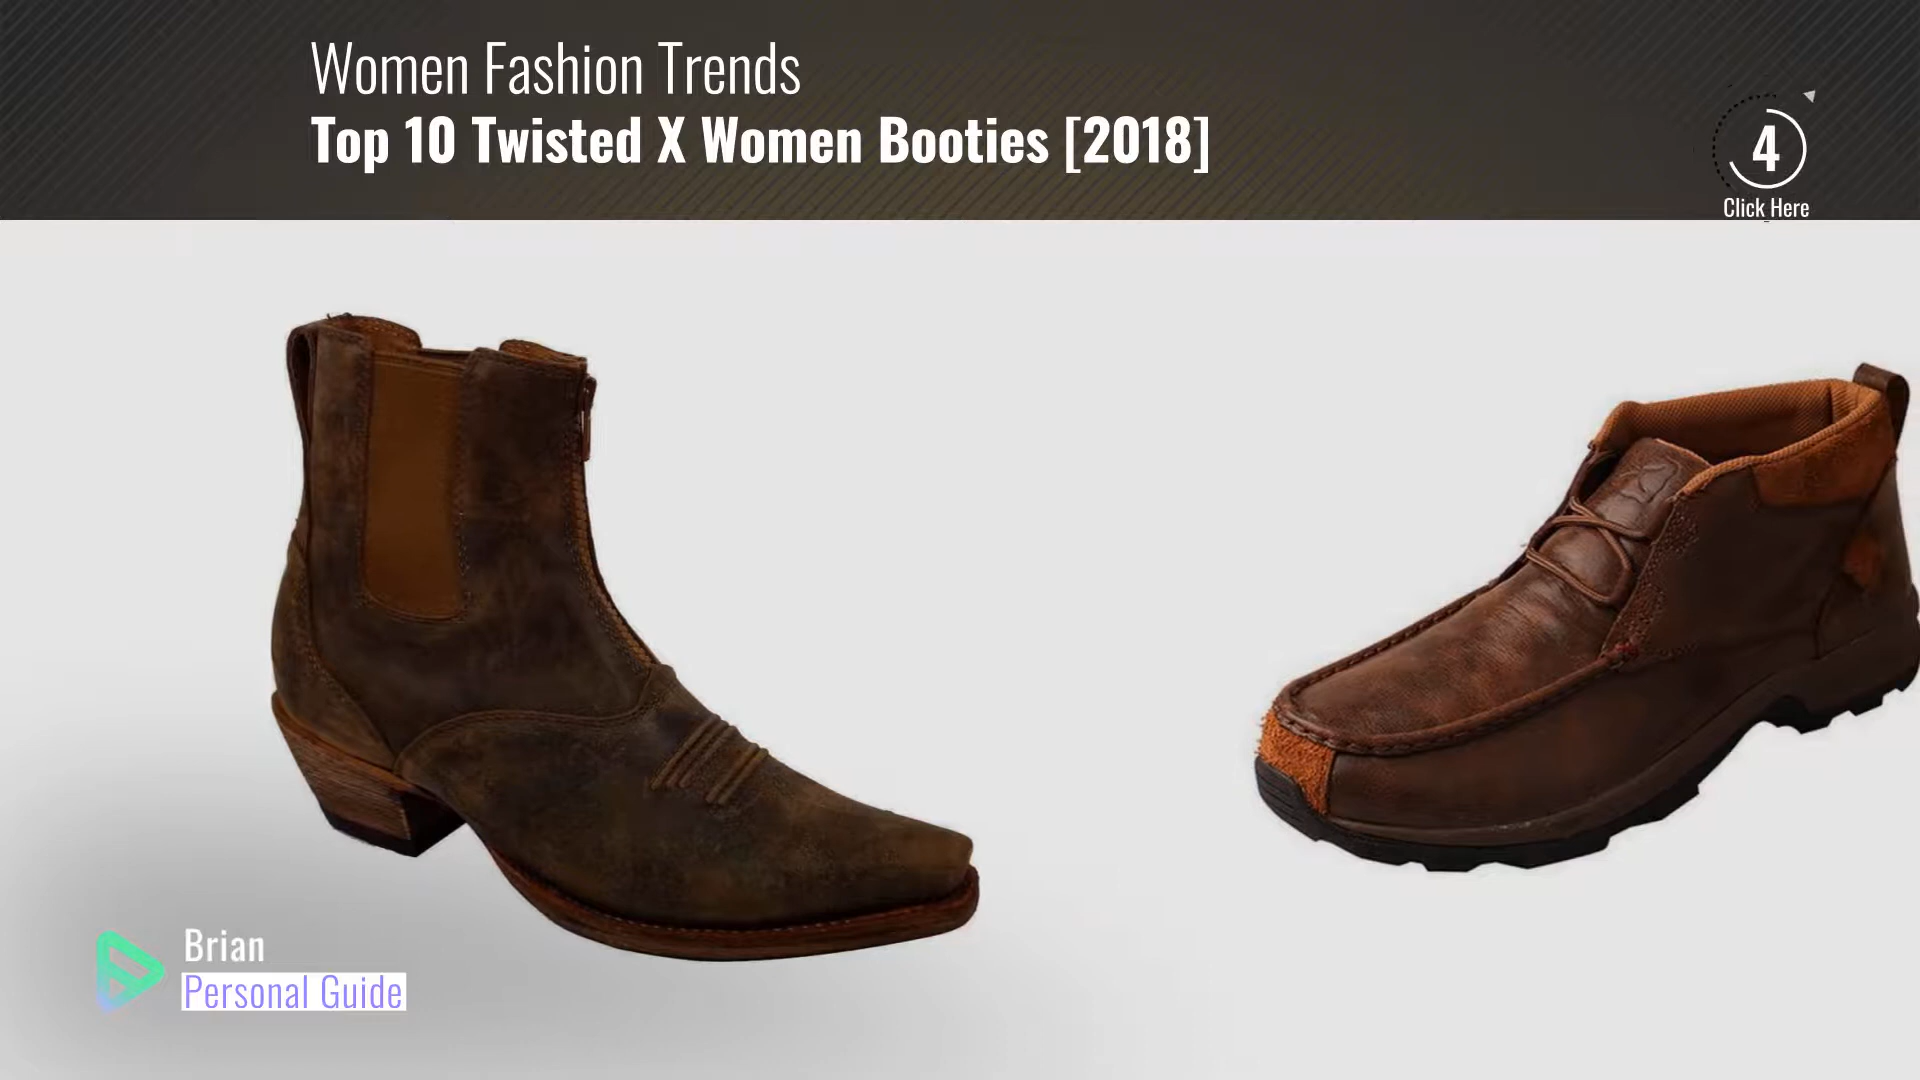 Women Fashion Trends
Top 10 Twisted X Women Booties [2018]
4
Click Here
Brian
Personal Guide